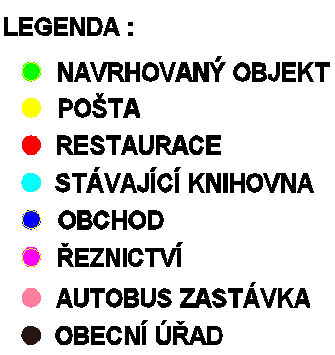 LEGENDA :
NAVRHOVANÝ OBJEKT
POŠTA
RESTAURACE
STÁVAJÍCÍ KNIHOVNA
OBCHOD
ŘEZNICTVÍ
AUTOBUS ZASTÁVKA
OBECNÍ ÚŘAD